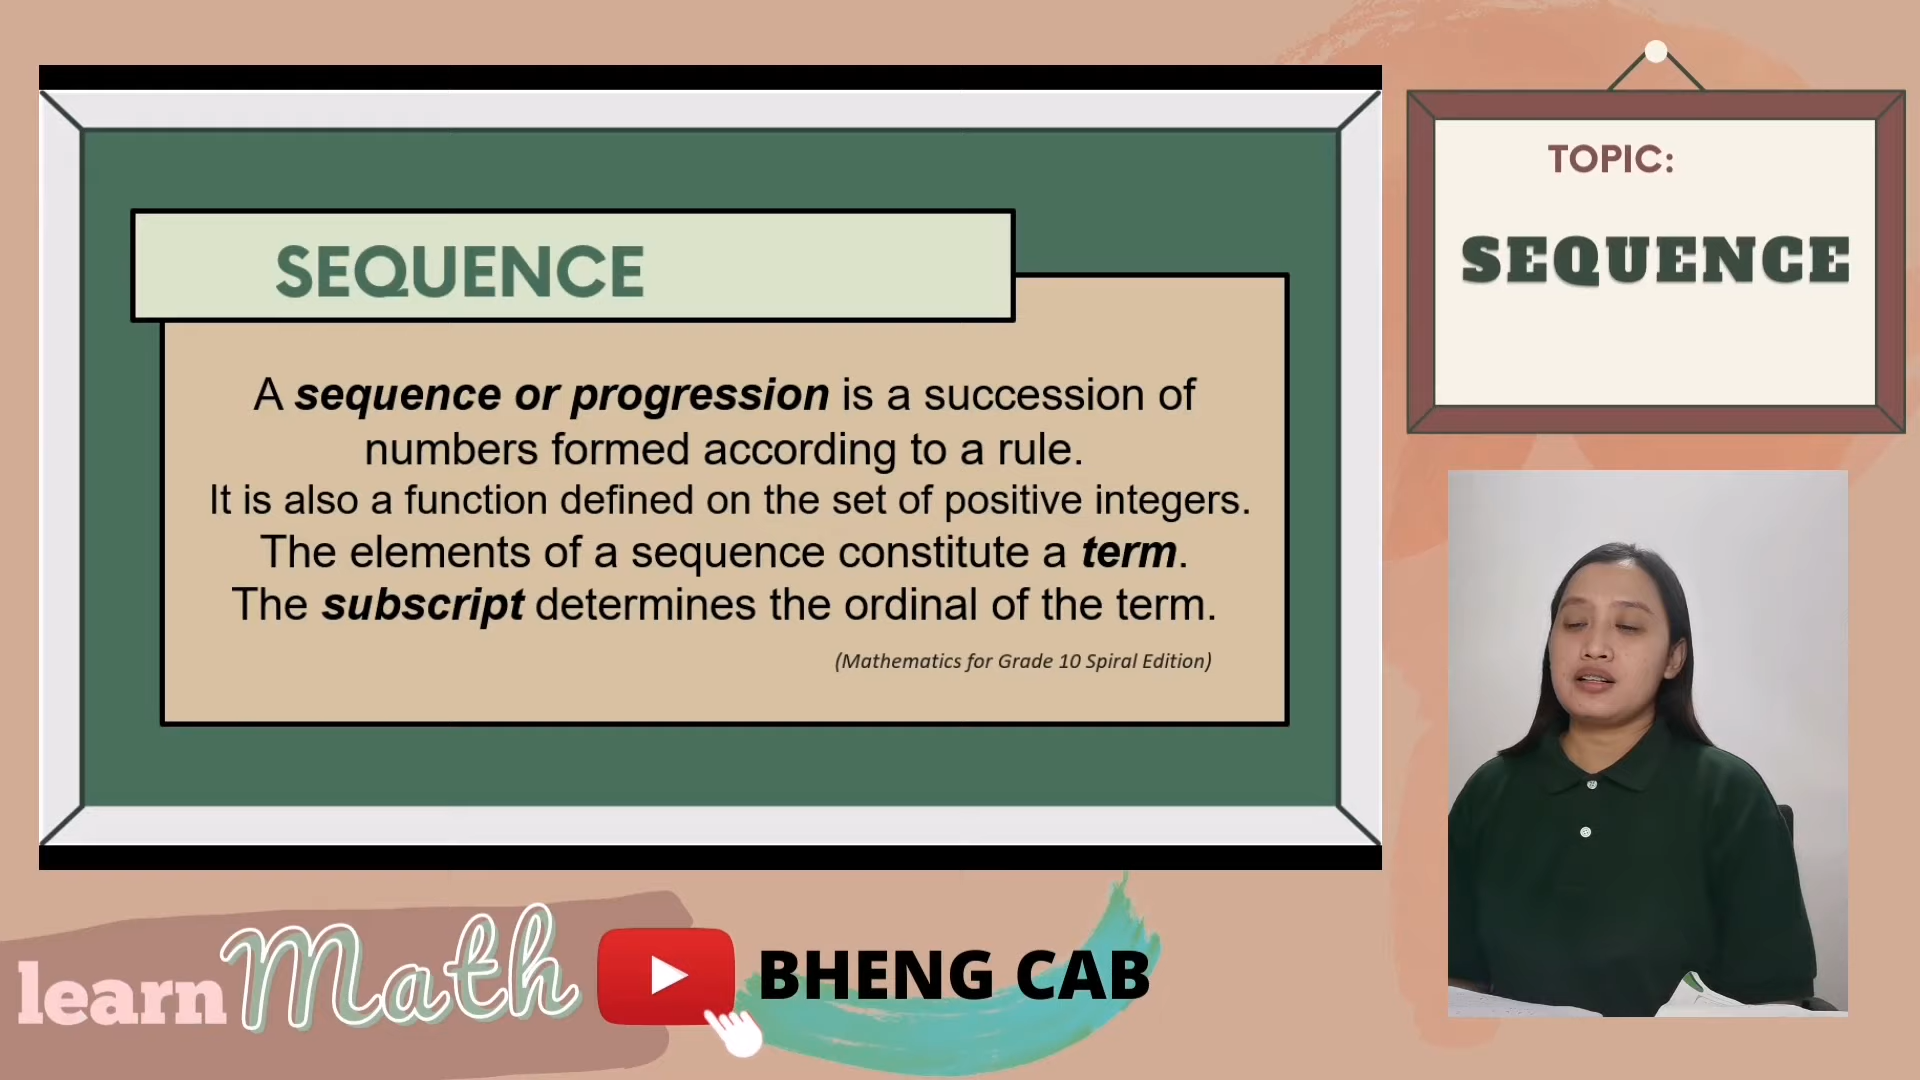 SEQUENCE
A sequence or progression is a succession of
numbers formed according to a rule.
It is also a function defined on the set of positive integers.
The elements of a sequence constitute a term.
The subscript determines the ordinal of the term.
(Mathematics for Grade 10 Spiral Edition)
TOPIC:
SEQUENCE
learn Math BHENG CAB